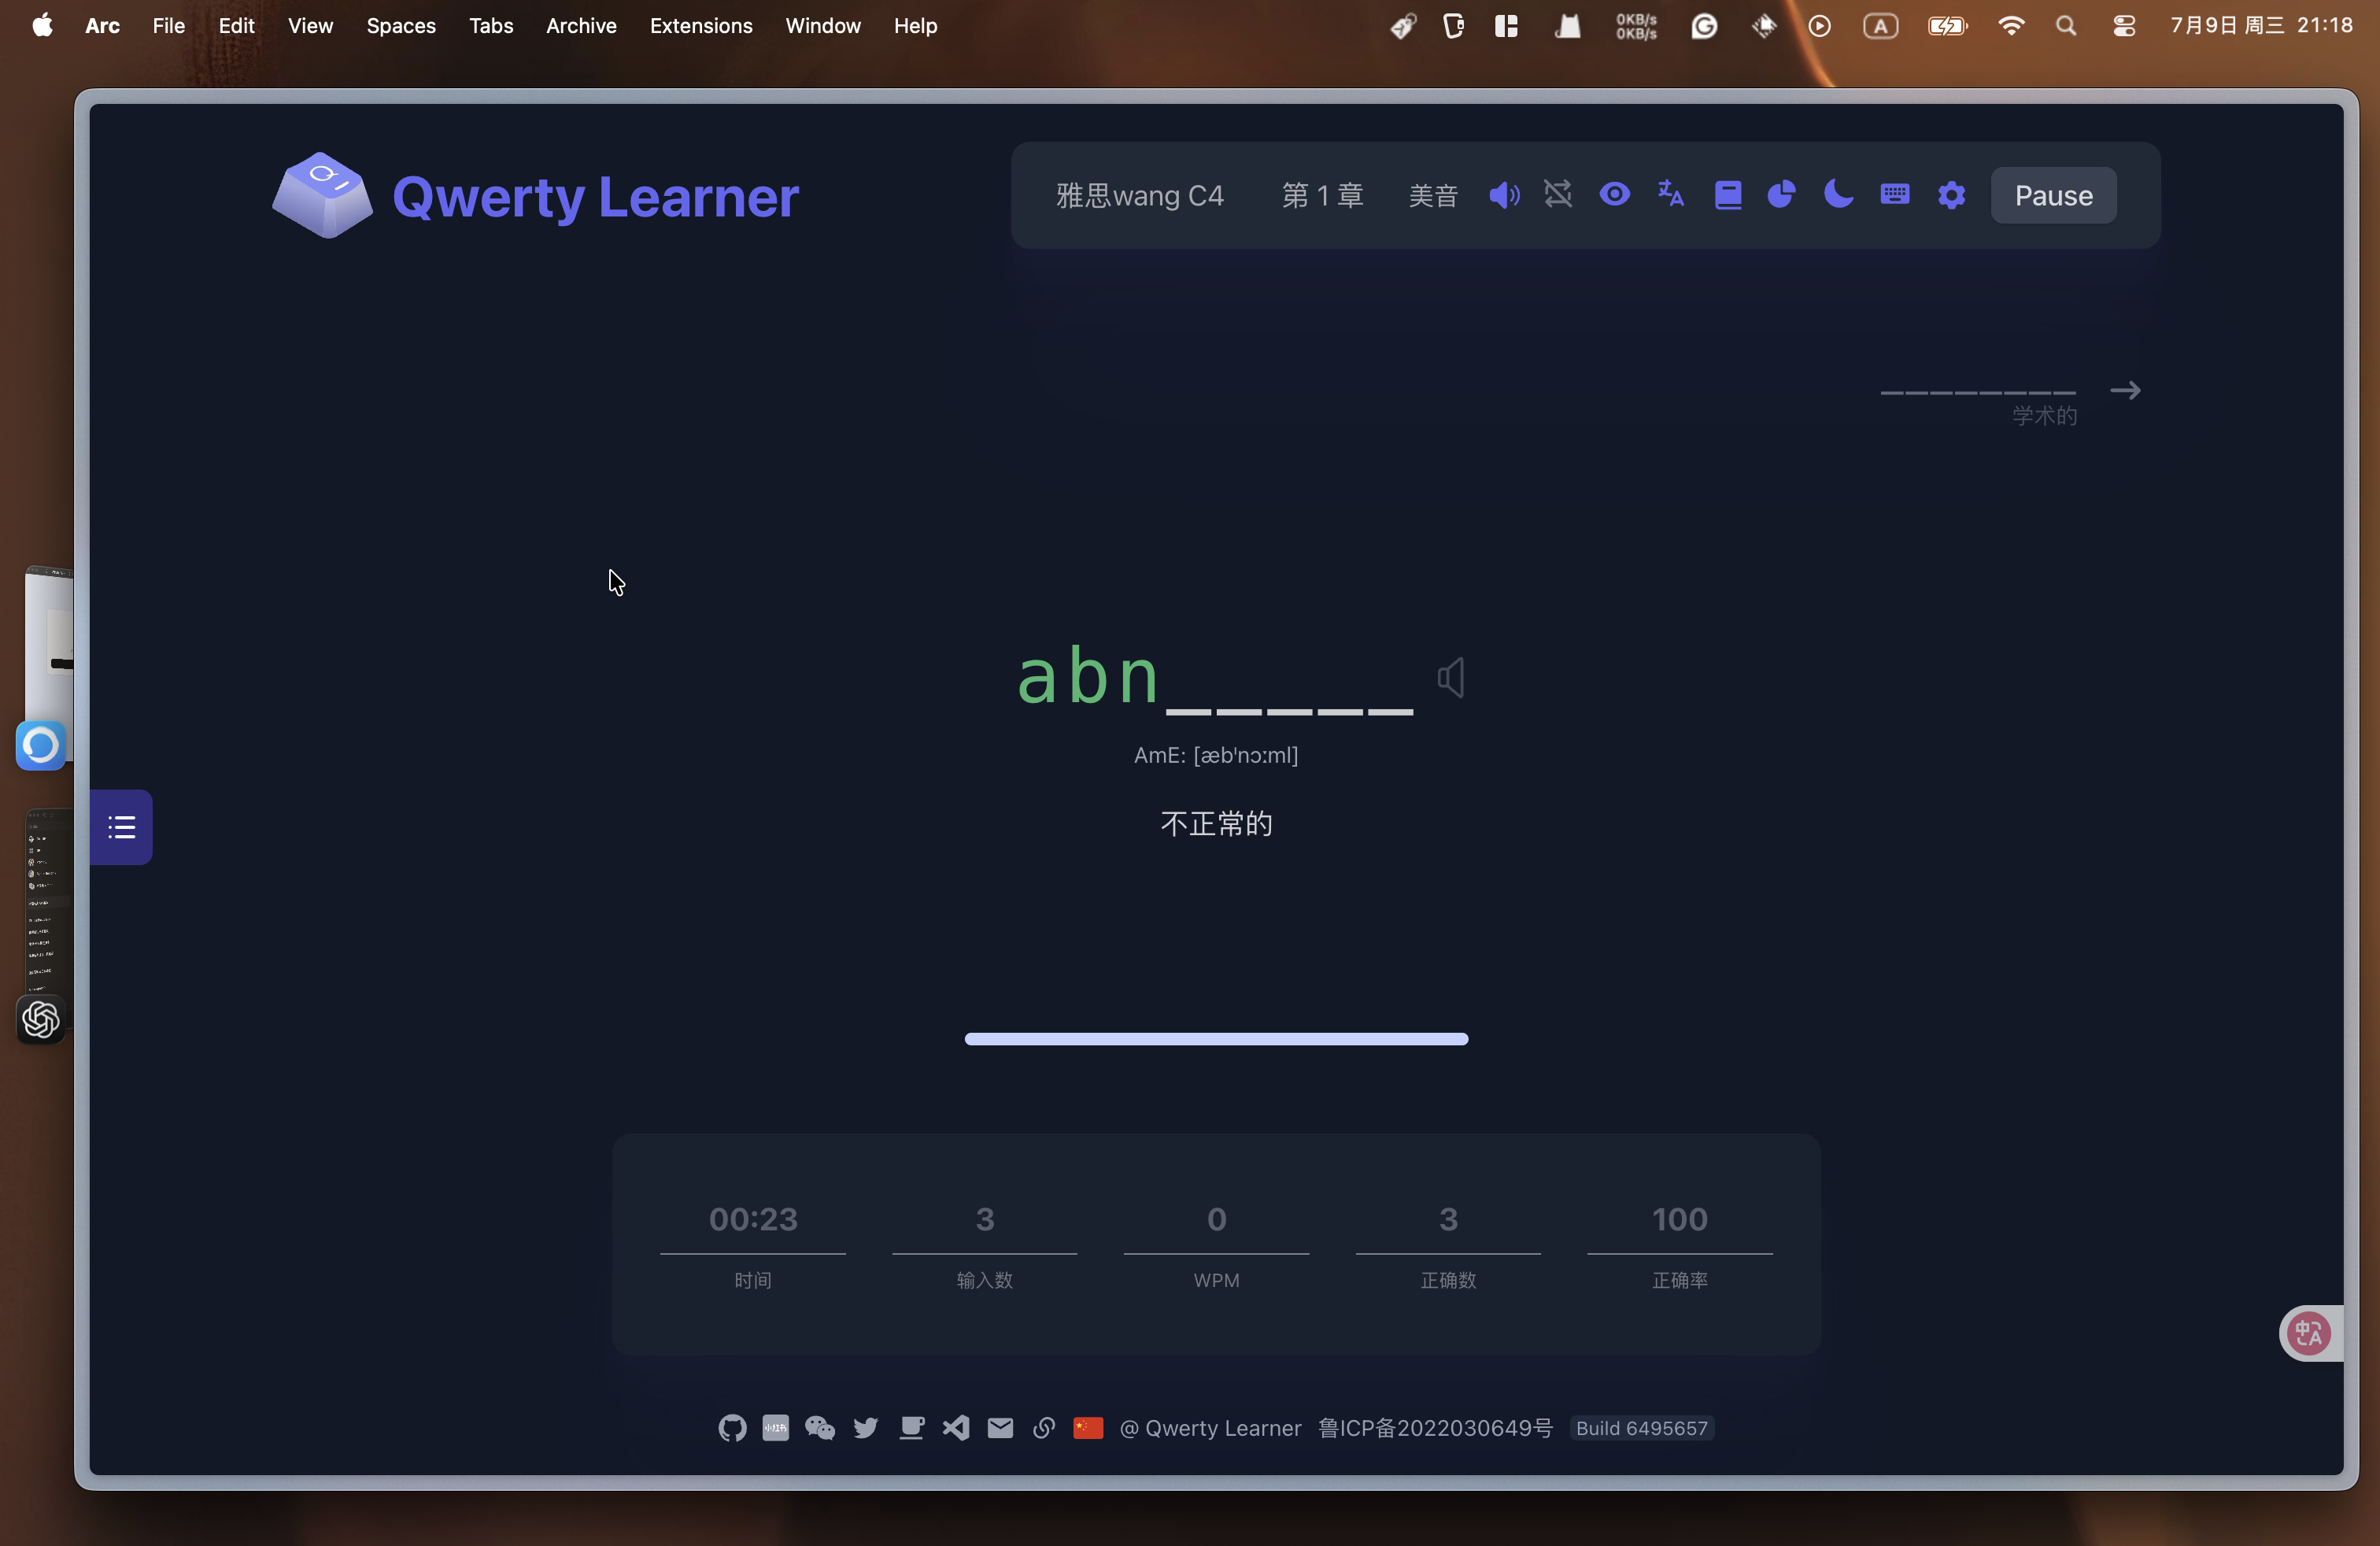 Arc File Edit View Spaces Tabs Archive Extensions Window Help 0KB/s 0KB/s A 7月9日 周三 21:18
Qwerty Learner
雅思wang C4 第 1 章 美音 Pause
________
学术的
abn_____
AmE: [æb'nɔːml]
不正常的
00:23 3 0 3 100
时间 输入数 WPM 正确数 正确率
@ Qwerty Learner 鲁ICP备2022030649号 Build 6495657